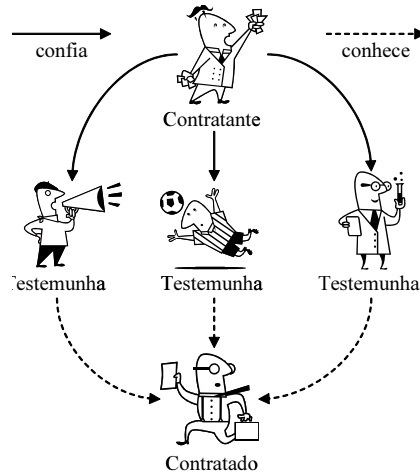 confia
conhece
Contratante
Testemunha
Testemunha
Testemunha
Contratado